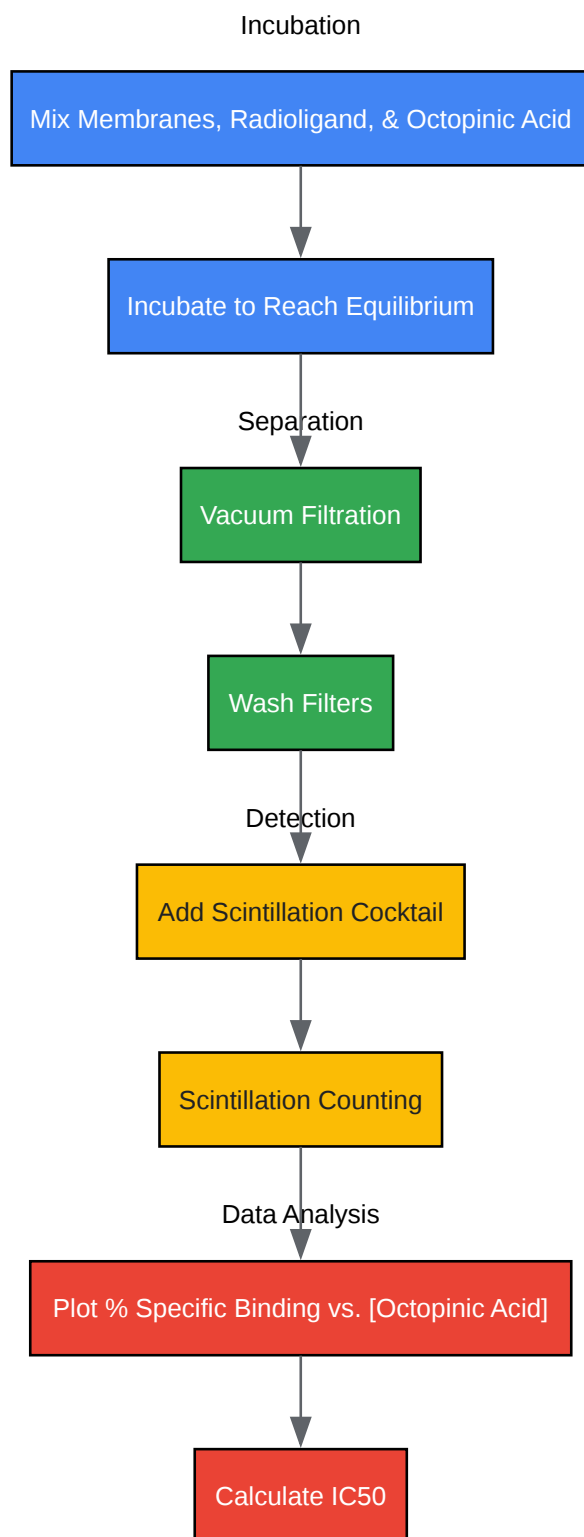 Incubation
Mix Membranes, Radioligand, & Octopinic Acid
Incubate to Reach Equilibrium
Separation
Vacuum Filtration
Wash Filters
Detection
Add Scintillation Cocktail
Scintillation Counting
Data Analysis
Plot % Specific Binding vs. [Octopinic Acid]
Calculate IC50